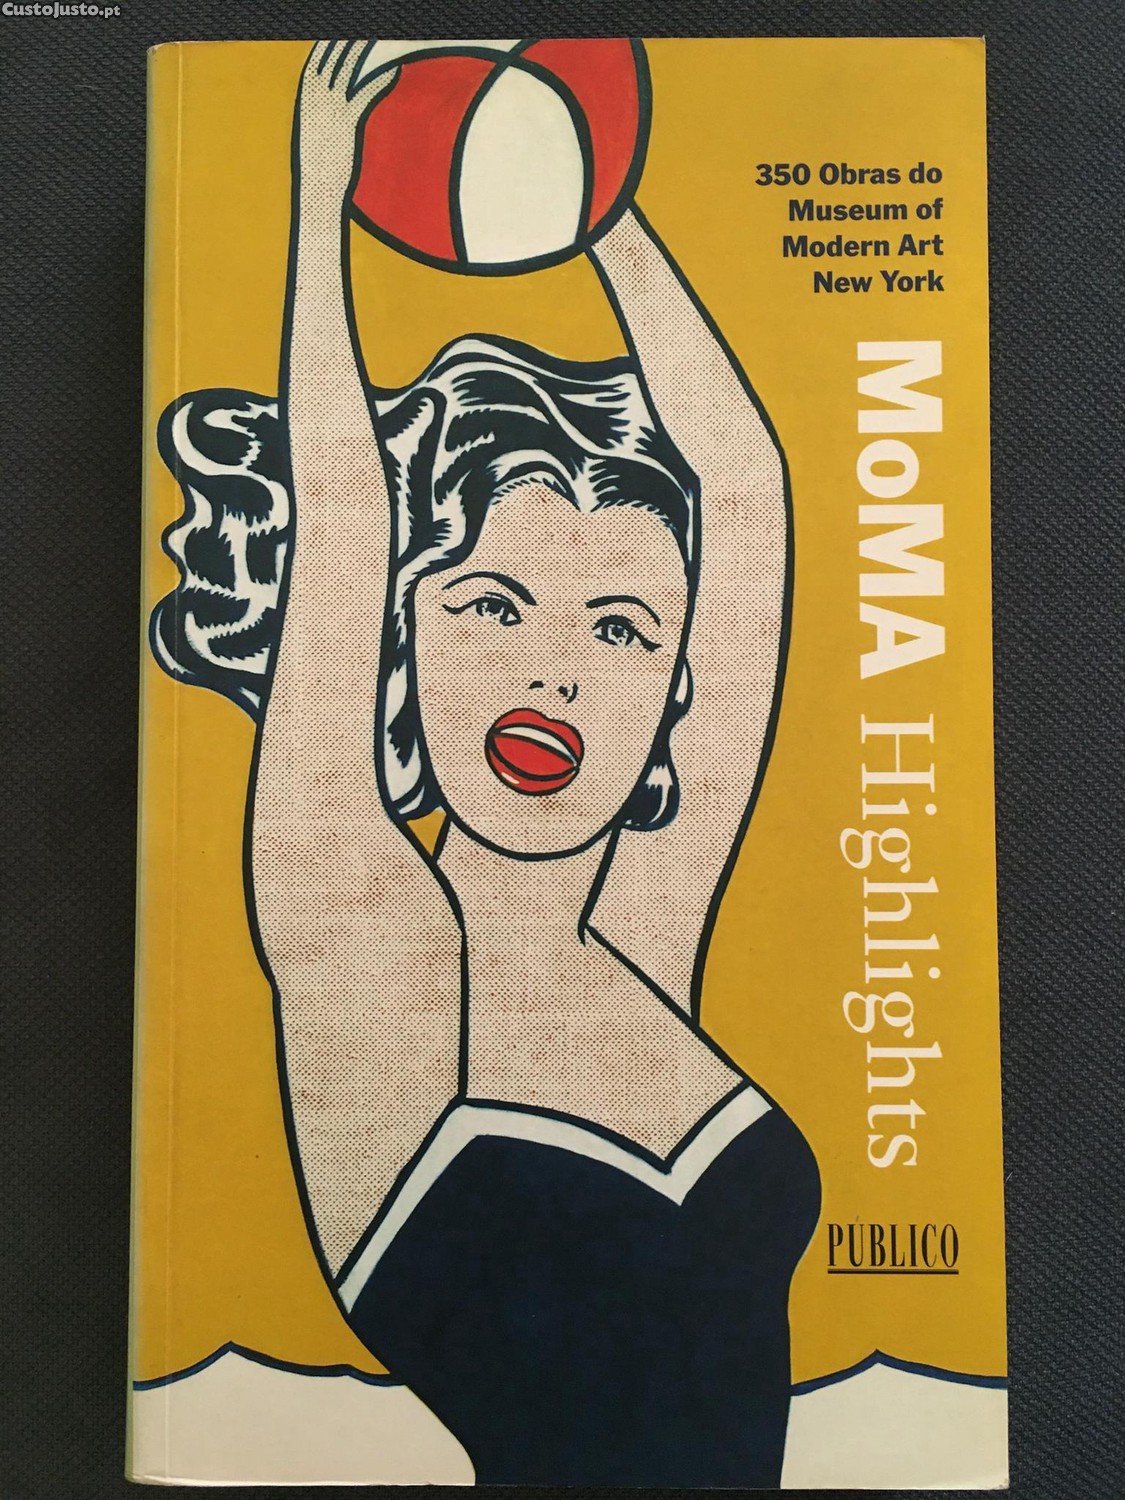 CustoJusto.pt
350 Obras do
Museum of
Modern Art
New York
MoMA Highlights
PÚBLICO